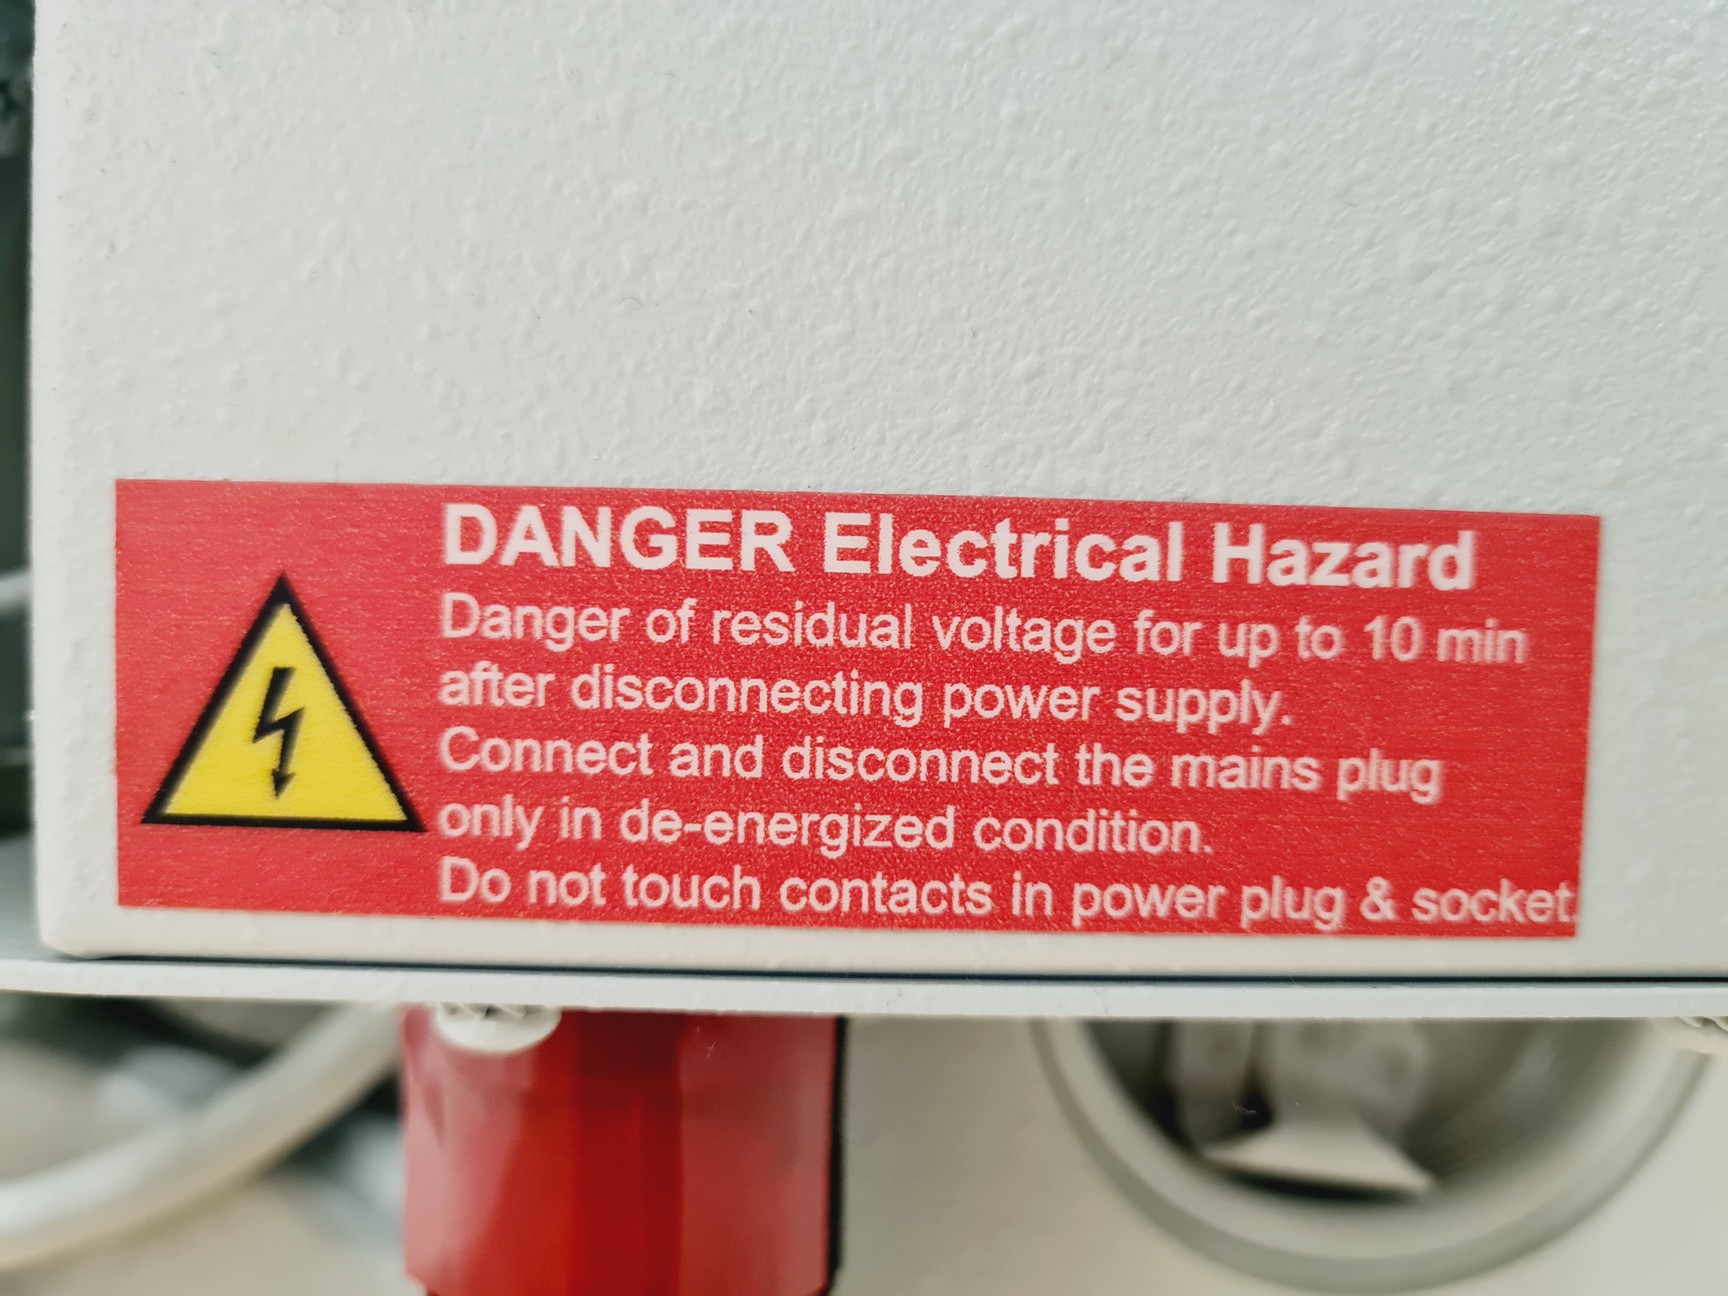 DANGER Electrical Hazard
Danger of residual voltage for up to 10 min
after disconnecting power supply.
Connect and disconnect the mains plug
only in de-energized condition.
Do not touch contacts in power plug & socket.